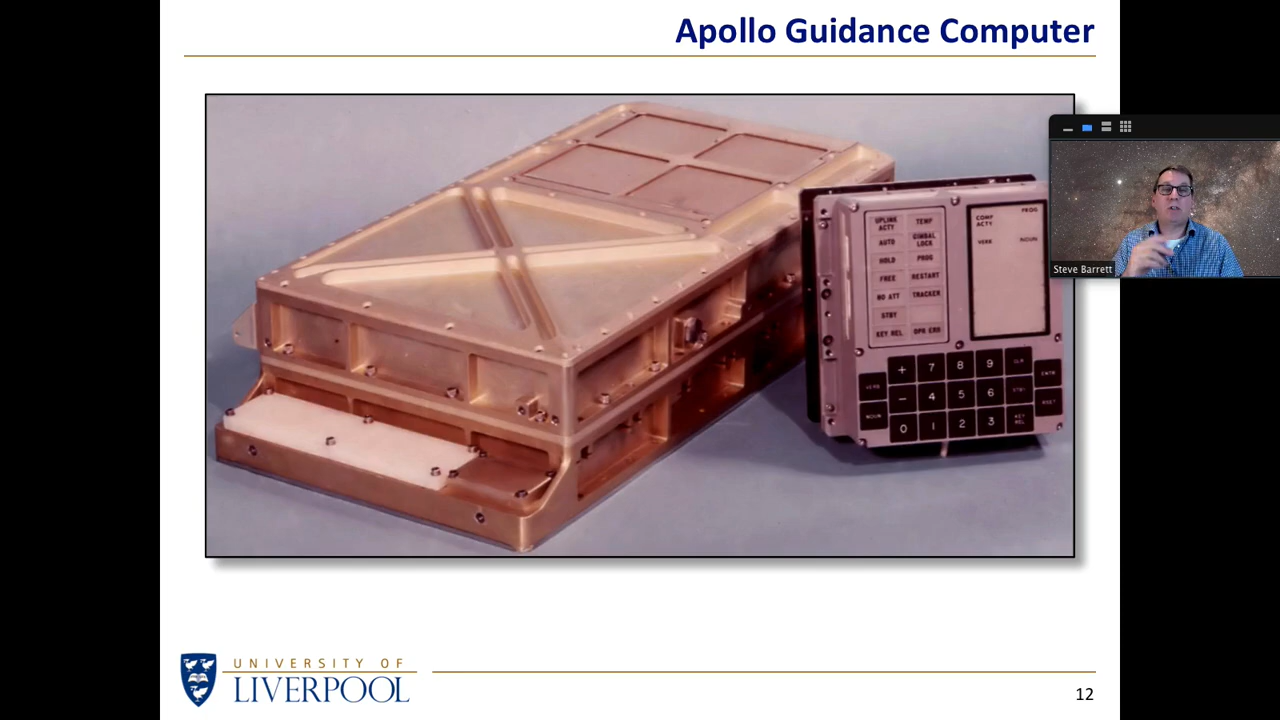 Apollo Guidance Computer
UPLINK ACTY
TEMP
AUTO
GIMBAL LOCK
HOLD
PROG
FREE
RESTART
NO ATT
TRACKER
STBY
KEY REL
OPR ERR
COMP ACTY
PROG
VERB
NOUN
VERB
NOUN
+ 7 8 9 CLR
- 4 5 6 STBY
0 1 2 3 KEY REL
ENTR
RSET
Steve Barrett
UNIVERSITY OF
LIVERPOOL
12